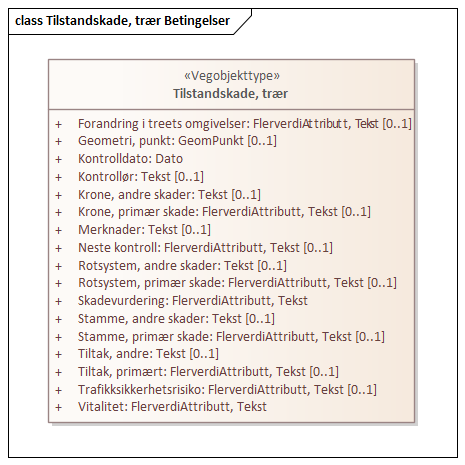 class Tilstandskade, trær Betingelser
«Vegobjekttype»
Tilstandskade, trær
+ Forandring i treets omgivelser: FlerverdiAttributt, Tekst [0..1]
+ Geometri, punkt: GeomPunkt [0..1]
+ Kontrolldato: Dato
+ Kontrollør: Tekst [0..1]
+ Krone, andre skader: Tekst [0..1]
+ Krone, primær skade: FlerverdiAttributt, Tekst [0..1]
+ Merknader: Tekst [0..1]
+ Neste kontroll: FlerverdiAttributt, Tekst [0..1]
+ Rotsystem, andre skader: Tekst [0..1]
+ Rotsystem, primær skade: FlerverdiAttributt, Tekst [0..1]
+ Skadevurdering: FlerverdiAttributt, Tekst
+ Stamme, andre skader: Tekst [0..1]
+ Stamme, primær skade: FlerverdiAttributt, Tekst [0..1]
+ Tiltak, andre: Tekst [0..1]
+ Tiltak, primært: FlerverdiAttributt, Tekst [0..1]
+ Trafikksikkerhetsrisiko: FlerverdiAttributt, Tekst [0..1]
+ Vitalitet: FlerverdiAttributt, Tekst